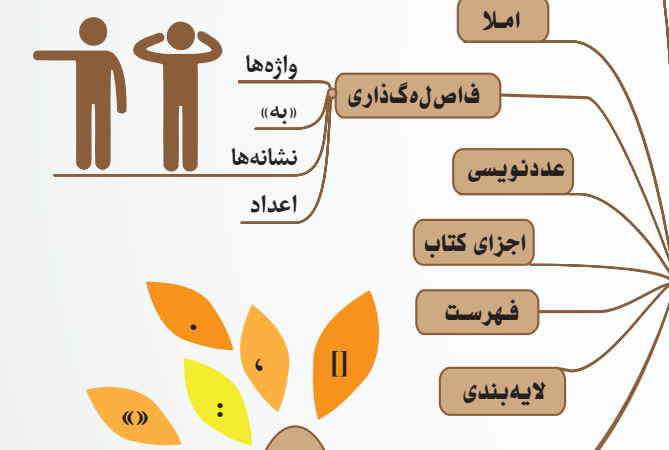 املا
فاصله‌گذاری
واژه‌ها
«به»
نشانه‌ها
اعداد
عددنویسی
اجزای کتاب
فهرست
لایه‌بندی
.
،
[]
:
«»